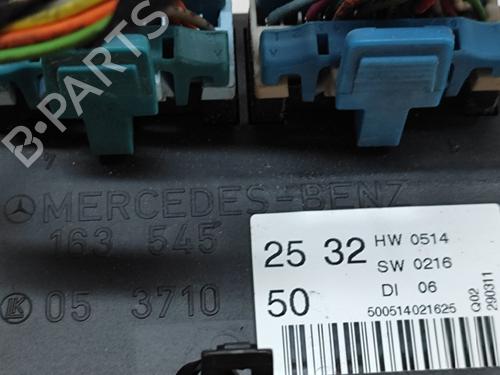 B-PARTS
MERCEDES-BENZ
163 545 25 32 HW 0514
SW 0216
05 3710 50 DI 06
500514021625
Q02
290311
LK
V
V